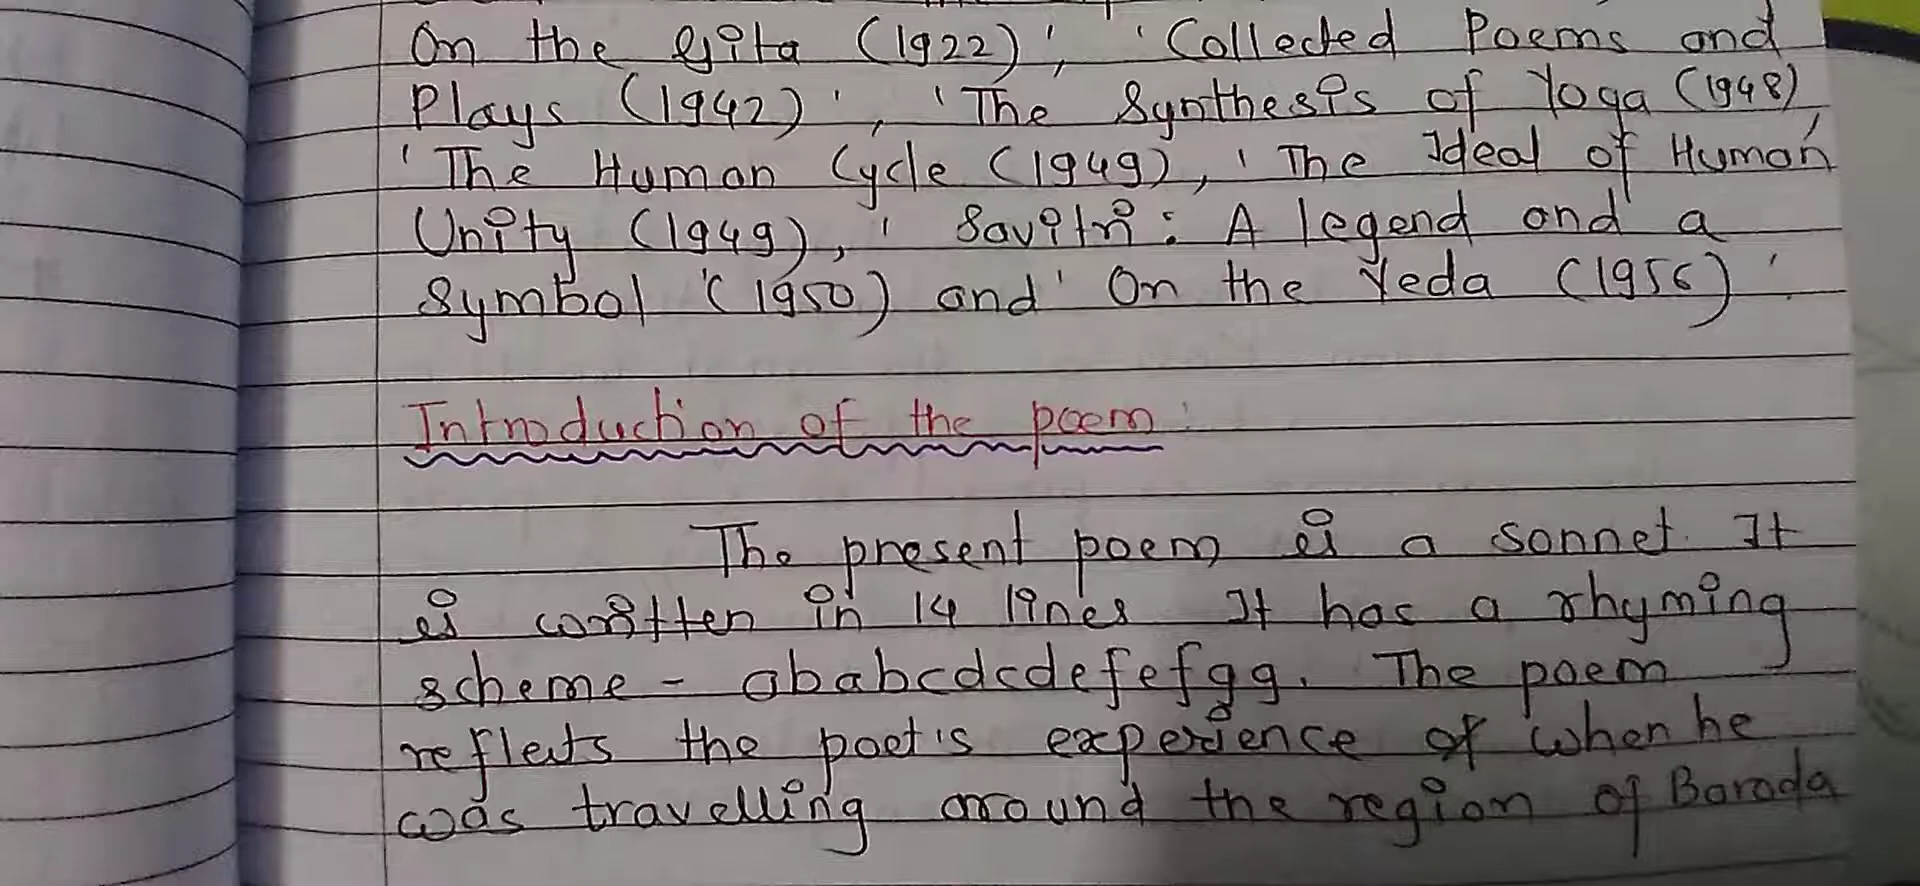 On the Gita (1922)', 'Collected Poems and
Plays (1942)', 'The Synthesis of Yoga (1948),
'The Human Cycle (1949), 'The Ideal of Human
Unity (1949), ' Savitri : A legend and a
Symbol '(1950) and ' On the Veda (1956)'
Introduction of the poem:
The present poem is a sonnet. It
is written in 14 lines It has a rhyming
scheme - ababcdcdefefgg. The poem
reflects the poet's experience of when he
was travelling around the region of Baroda